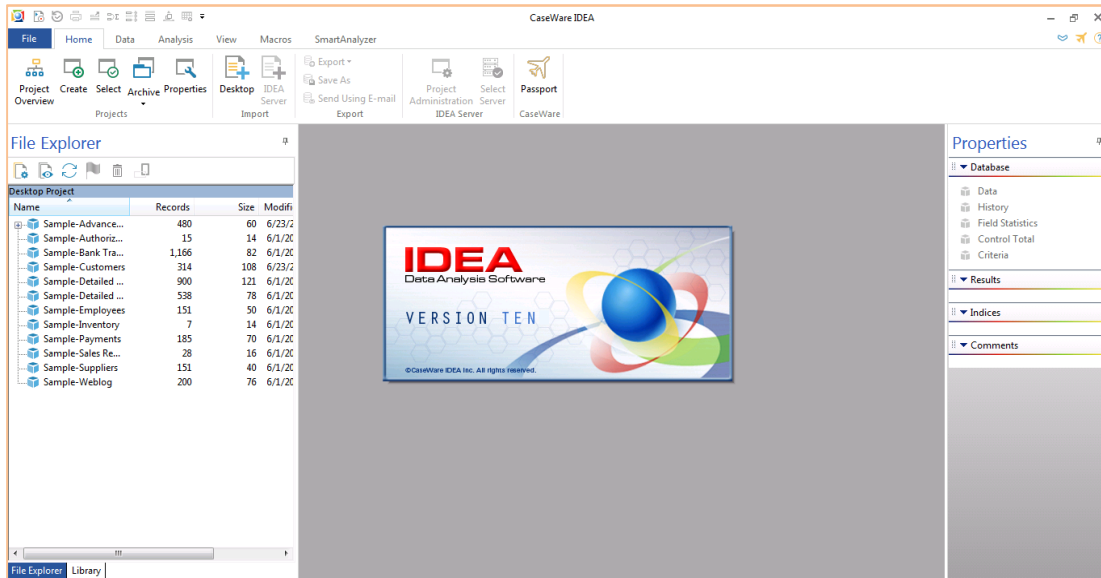 CaseWare IDEA
File Home Data Analysis View Macros SmartAnalyzer
Project Overview
Create
Select
Archive
Properties
Projects
Desktop
IDEA Server
Import
Export
Save As
Send Using E-mail
Export
Project Administration
Select Server
IDEA Server
Passport
CaseWare
File Explorer
Desktop Project
Name Records Size Modifi
Sample-Advance... 480 60 6/23/2
Sample-Authoriz... 15 14 6/1/20
Sample-Bank Tra... 1,166 82 6/1/20
Sample-Customers 314 108 6/23/2
Sample-Detailed ... 900 121 6/1/20
Sample-Detailed ... 538 78 6/1/20
Sample-Employees 151 50 6/1/20
Sample-Inventory 7 14 6/1/20
Sample-Payments 185 70 6/1/20
Sample-Sales Re... 28 16 6/1/20
Sample-Suppliers 151 40 6/1/20
Sample-Weblog 200 76 6/1/20
File Explorer Library
IDEA
Data Analysis Software
VERSION TEN
©CaseWare IDEA Inc. All rights reserved.
Properties
Database
Data
History
Field Statistics
Control Total
Criteria
Results
Indices
Comments